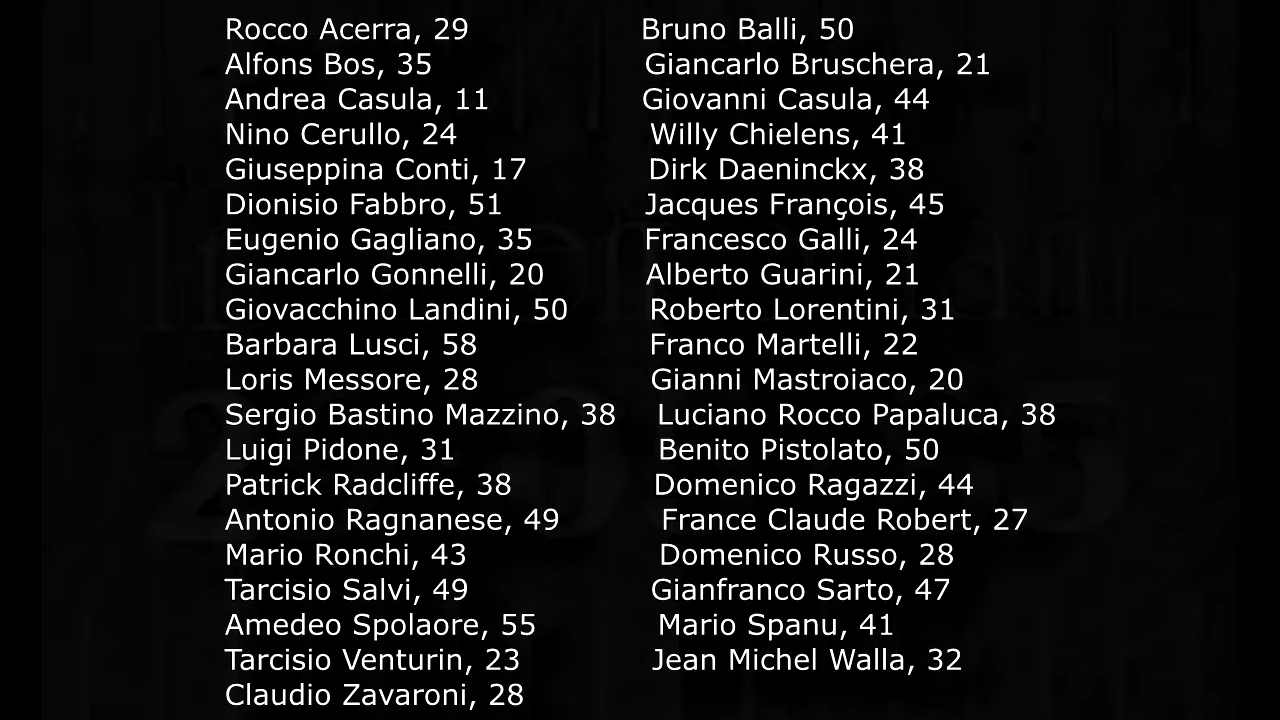 Rocco Acerra, 29 Bruno Balli, 50
Alfons Bos, 35 Giancarlo Bruschera, 21
Andrea Casula, 11 Giovanni Casula, 44
Nino Cerullo, 24 Willy Chielens, 41
Giuseppina Conti, 17 Dirk Daeninckx, 38
Dionisio Fabbro, 51 Jacques François, 45
Eugenio Gagliano, 35 Francesco Galli, 24
Giancarlo Gonnelli, 20 Alberto Guarini, 21
Giovacchino Landini, 50 Roberto Lorentini, 31
Barbara Lusci, 58 Franco Martelli, 22
Loris Messore, 28 Gianni Mastroiaco, 20
Sergio Bastino Mazzino, 38 Luciano Rocco Papaluca, 38
Luigi Pidone, 31 Benito Pistolato, 50
Patrick Radcliffe, 38 Domenico Ragazzi, 44
Antonio Ragnanese, 49 France Claude Robert, 27
Mario Ronchi, 43 Domenico Russo, 28
Tarcisio Salvi, 49 Gianfranco Sarto, 47
Amedeo Spolaore, 55 Mario Spanu, 41
Tarcisio Venturin, 23 Jean Michel Walla, 32
Claudio Zavaroni, 28